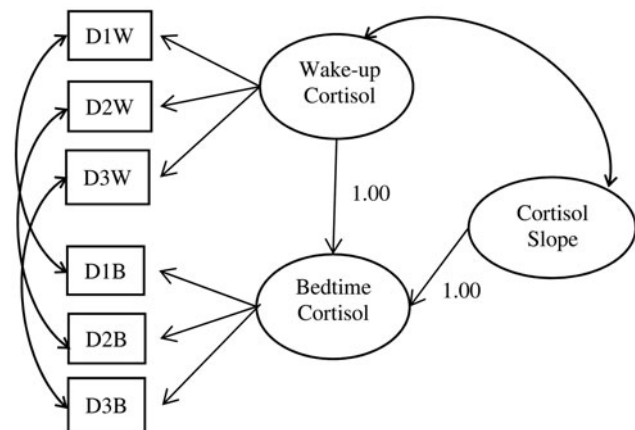 D1W
D2W
D3W
D1B
D2B
D3B
Wake-up
Cortisol
1.00
Bedtime
Cortisol
1.00
Cortisol
Slope